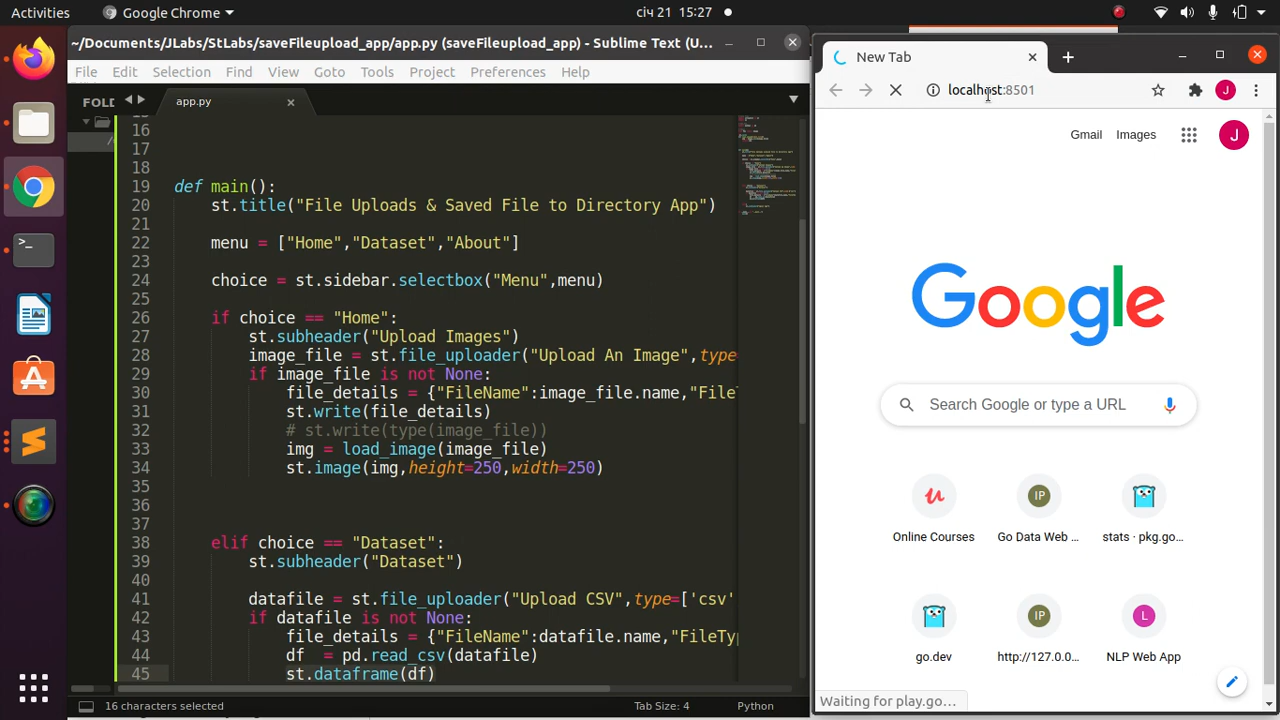 Activities
Google Chrome
січ 21 15:27
~/Documents/JLabs/StLabs/saveFileupload_app/app.py (saveFileupload_app) - Sublime Text (U...
File Edit Selection Find View Goto Tools Project Preferences Help
FOLD
app.py
16
17
18
19 def main():
20 st.title("File Uploads & Saved File to Directory App")
21
22 menu = ["Home","Dataset","About"]
23
24 choice = st.sidebar.selectbox("Menu",menu)
25
26 if choice == "Home":
27 st.subheader("Upload Images")
28 image_file = st.file_uploader("Upload An Image",type
29 if image_file is not None:
30 file_details = {"FileName":image_file.name,"FileT
31 st.write(file_details)
32 # st.write(type(image_file))
33 img = load_image(image_file)
34 st.image(img,height=250,width=250)
35
36
37
38 elif choice == "Dataset":
39 st.subheader("Dataset")
40
41 datafile = st.file_uploader("Upload CSV",type=['csv'
42 if datafile is not None:
43 file_details = {"FileName":datafile.name,"FileTy
44 df = pd.read_csv(datafile)
45 st.dataframe(df)
16 characters selected
Tab Size: 4
Python
New Tab
localhost:8501
J
Gmail
Images
J
Google
Search Google or type a URL
Online Courses
IP
Go Data Web ...
stats · pkg.go...
go.dev
IP
http://127.0.0...
L
NLP Web App
Waiting for play.go...